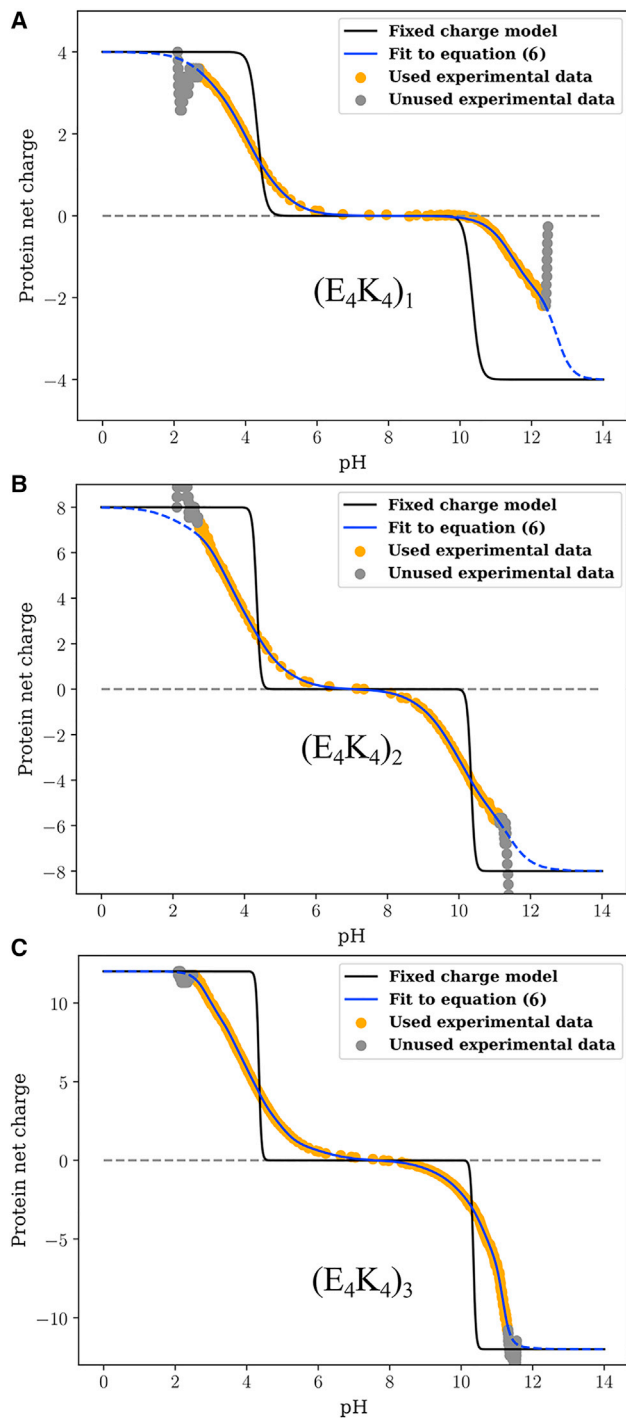 A
Fixed charge model
Fit to equation (6)
Used experimental data
Unused experimental data
4
2
0
−2
−4
Protein net charge
(E₄K₄)₁
0 2 4 6 8 10 12 14
pH
B
Fixed charge model
Fit to equation (6)
Used experimental data
Unused experimental data
8
6
4
2
0
−2
−4
−6
−8
Protein net charge
(E₄K₄)₂
0 2 4 6 8 10 12 14
pH
C
Fixed charge model
Fit to equation (6)
Used experimental data
Unused experimental data
10
5
0
−5
−10
Protein net charge
(E₄K₄)₃
0 2 4 6 8 10 12 14
pH